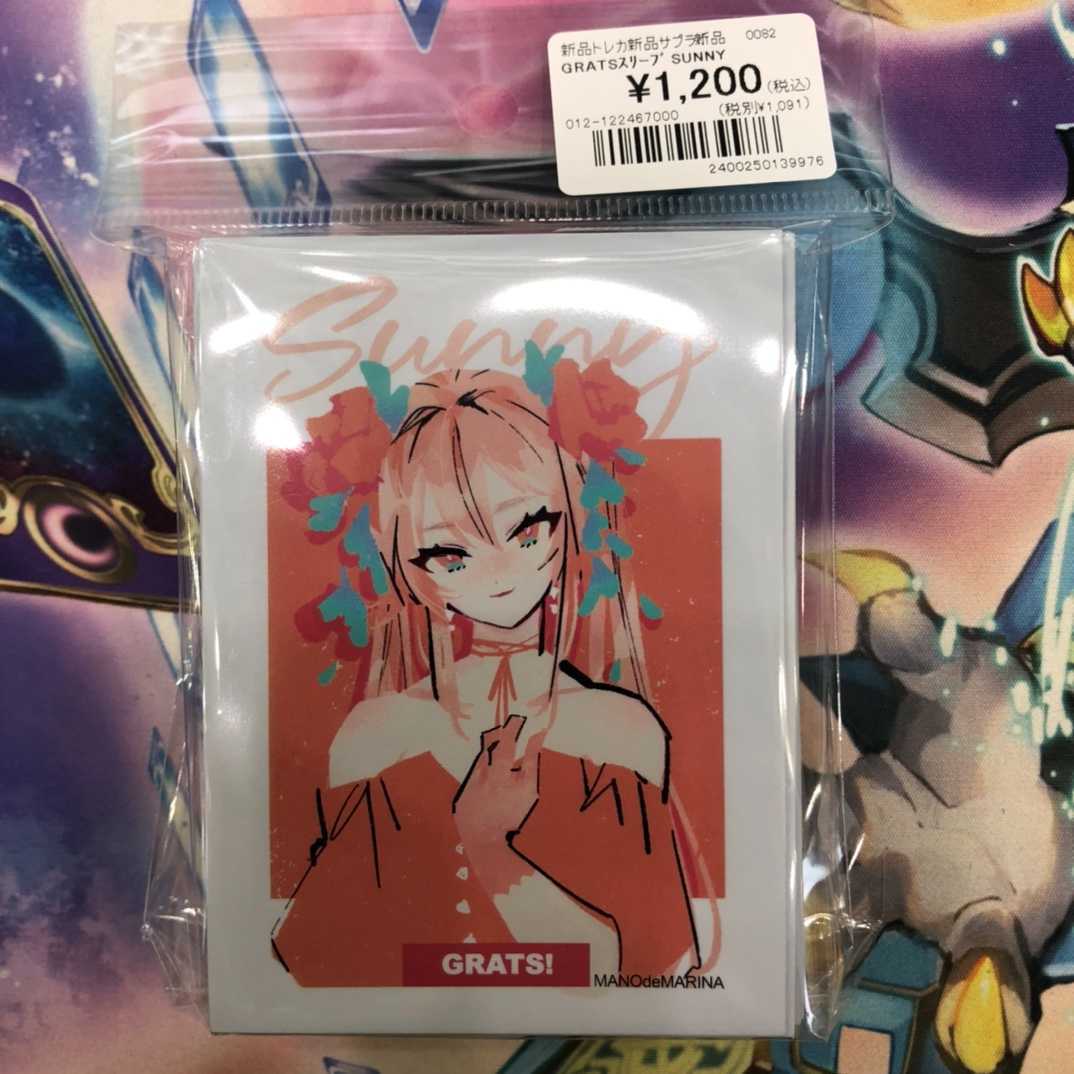 新品トレカ新品サプラ新品 0082
GRATSｽﾘｰﾌﾞ SUNNY
¥1,200(税込)
(税別¥1,091)
012-122467000
2400250139976
Sunny
GRATS!
MANOdeMARINA